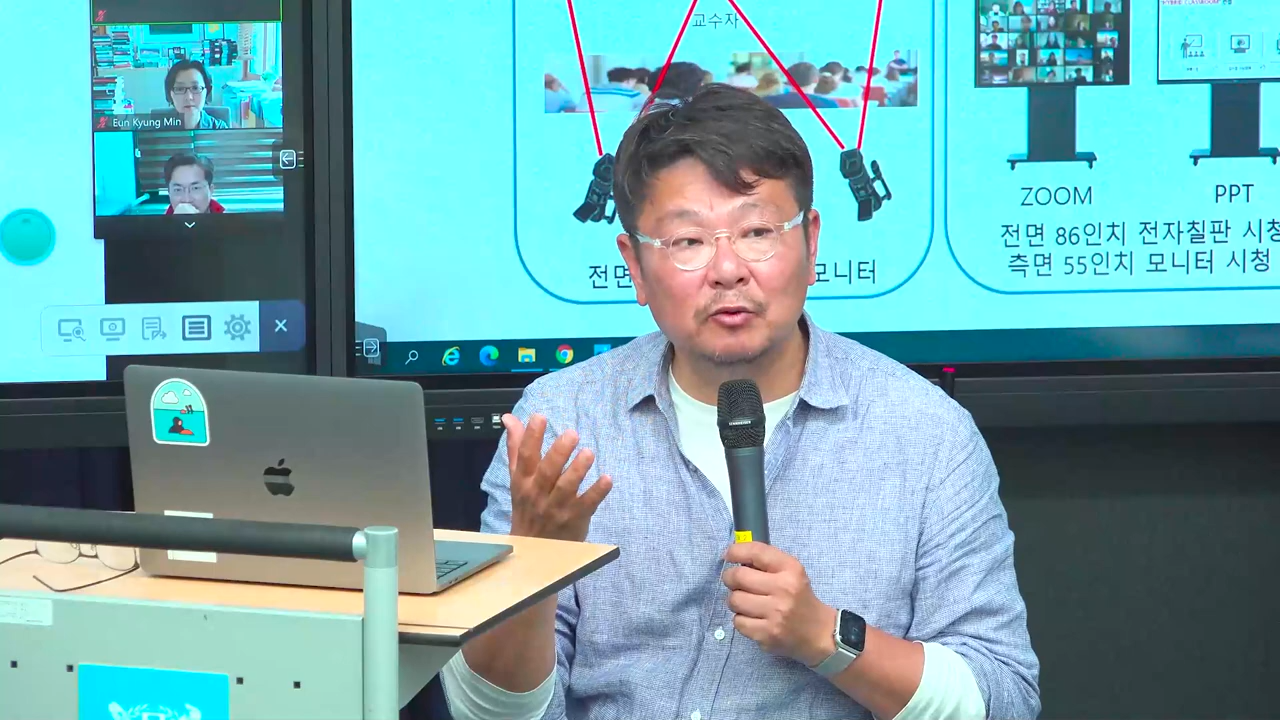 Eun Kyung Min
교수자
전면
모니터
ZOOM
PPT
전면 86인치 전자칠판 시청
측면 55인치 모니터 시청